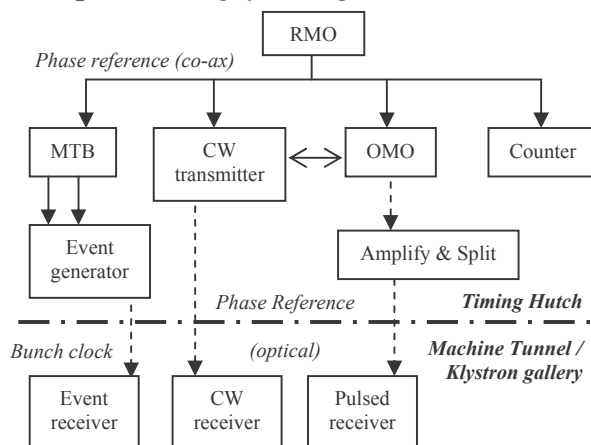 RMO
Phase reference (co-ax)
MTB
CW
transmitter
OMO
Counter
Event
generator
Amplify & Split
Phase Reference
Timing Hutch
Bunch clock
(optical)
Machine Tunnel /
Klystron gallery
Event
receiver
CW
receiver
Pulsed
receiver